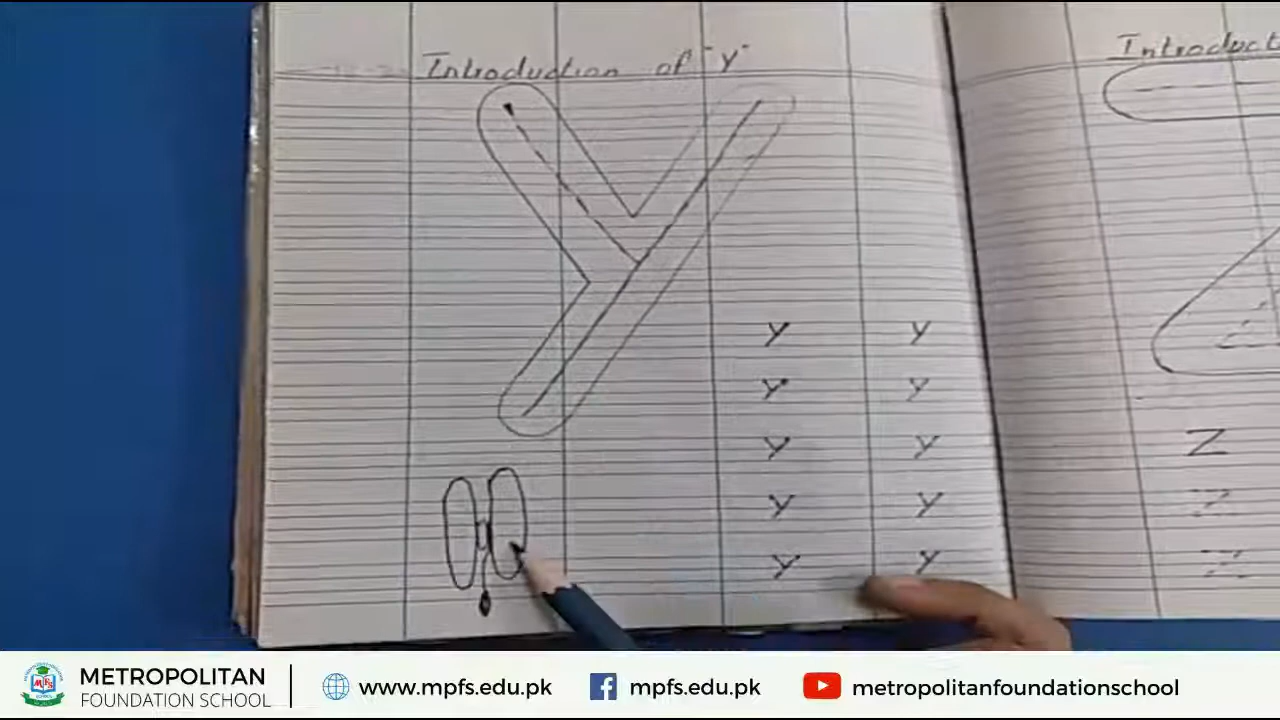 Introduction of "y"
Introduct
y y
y y
y y
y y
y y
Z
Z
Z
METROPOLITAN
FOUNDATION SCHOOL
www.mpfs.edu.pk
mpfs.edu.pk
metropolitanfoundationschool